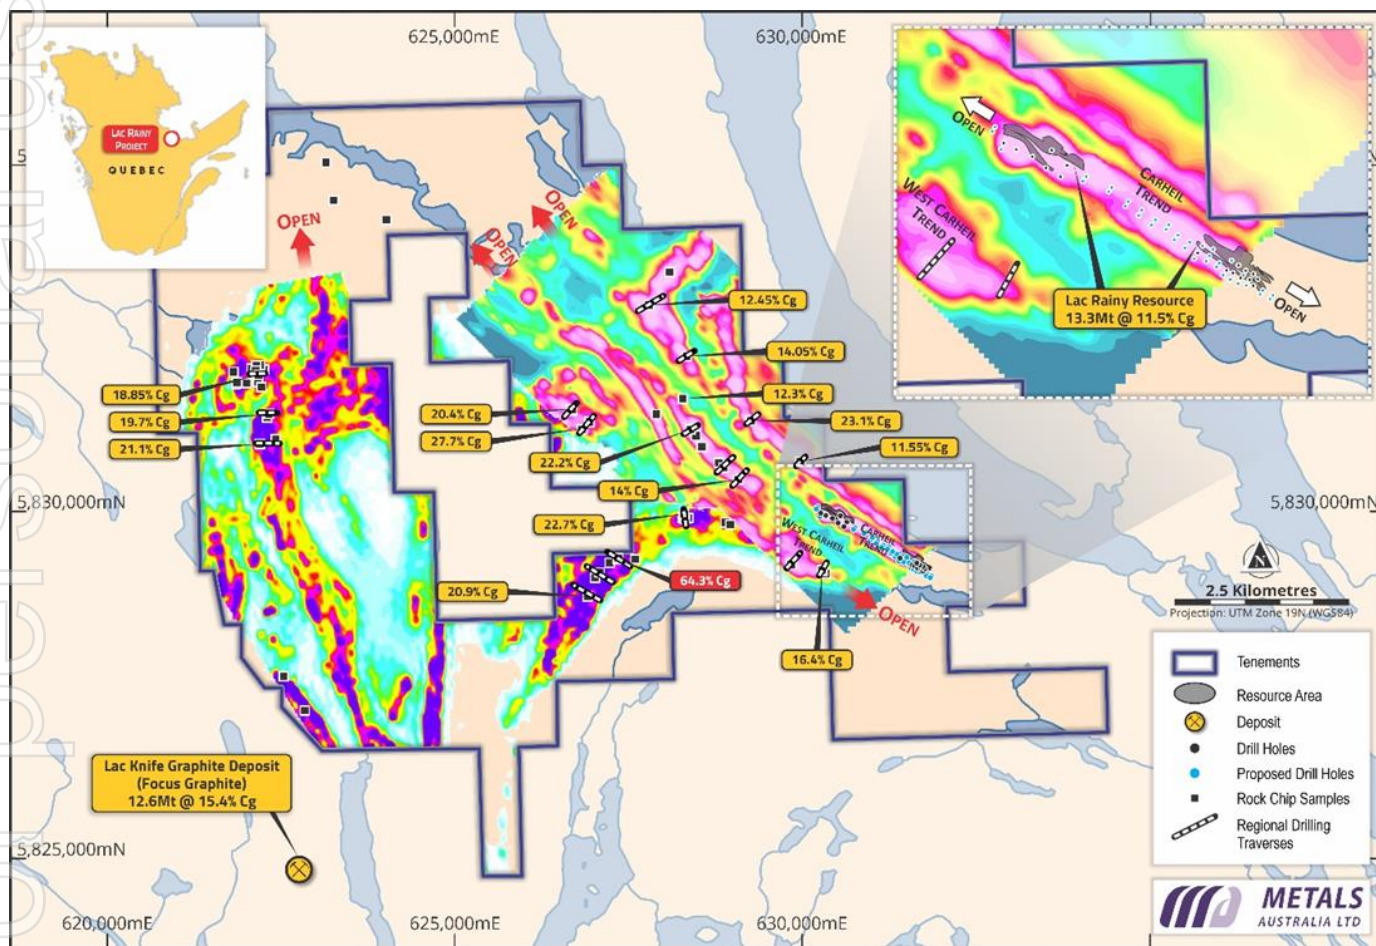 625,000mE
630,000mE
LAC RAINY
PROJECT
QUEBEC
OPEN
OPEN
OPEN
OPEN
WEST CARHEIL
TREND
CARHEIL
TREND
Lac Rainy Resource
13.3Mt @ 11.5% Cg
OPEN
12.45% Cg
14.05% Cg
12.3% Cg
18.85% Cg
20.4% Cg
19.7% Cg
23.1% Cg
27.7% Cg
21.1% Cg
11.55% Cg
22.2% Cg
14% Cg
5,830,000mN
5,830,000mN
22.7% Cg
WEST CARHEIL
TREND
CARHEIL
TREND
N
64.3% Cg
20.9% Cg
2.5 Kilometres
Projection: UTM Zone 19N (WGS84)
OPEN
16.4% Cg
Tenements
Resource Area
Deposit
Drill Holes
Proposed Drill Holes
Rock Chip Samples
Regional Drilling
Traverses
Lac Knife Graphite Deposit
(Focus Graphite)
12.6Mt @ 15.4% Cg
5,825,000mN
620,000mE
625,000mE
630,000mE
METALS
AUSTRALIA LTD